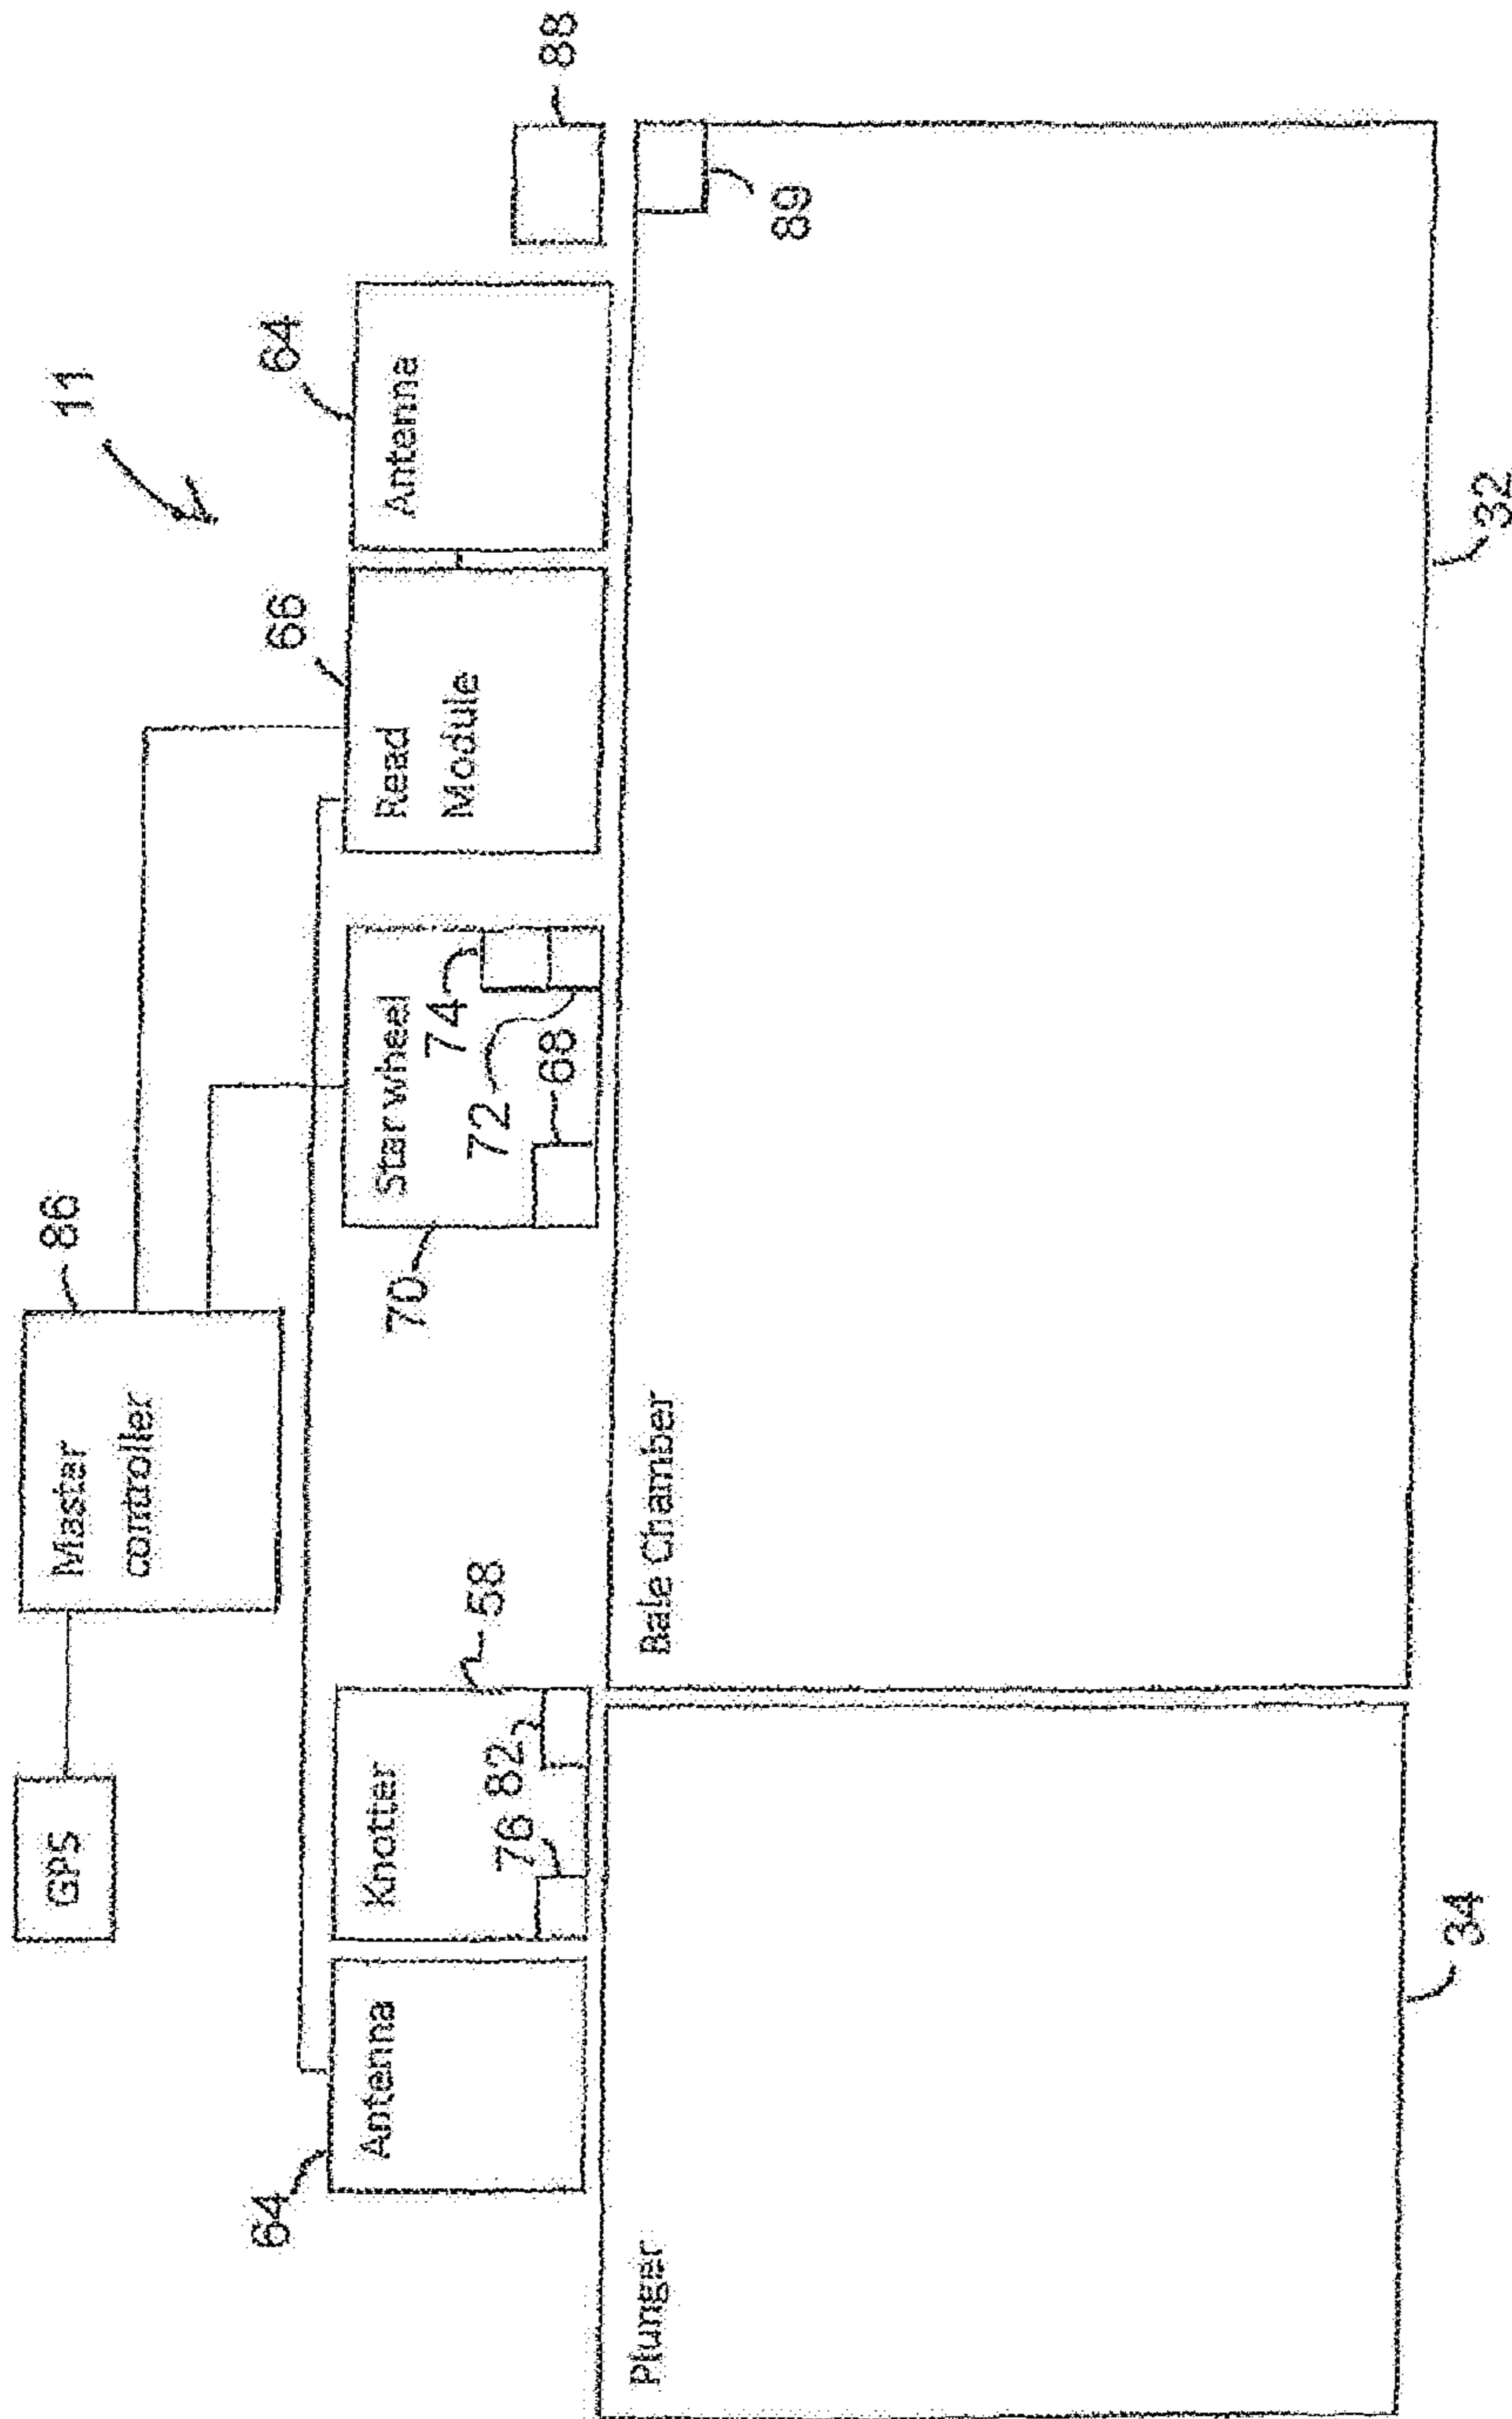 11
GPS
Master
controller
86
64
Antenna
Knotter
58
76
82
70
Star wheel
74
72
68
66
Read
Module
64
Antenna
88
Plunger
34
Bale Chamber
32
89